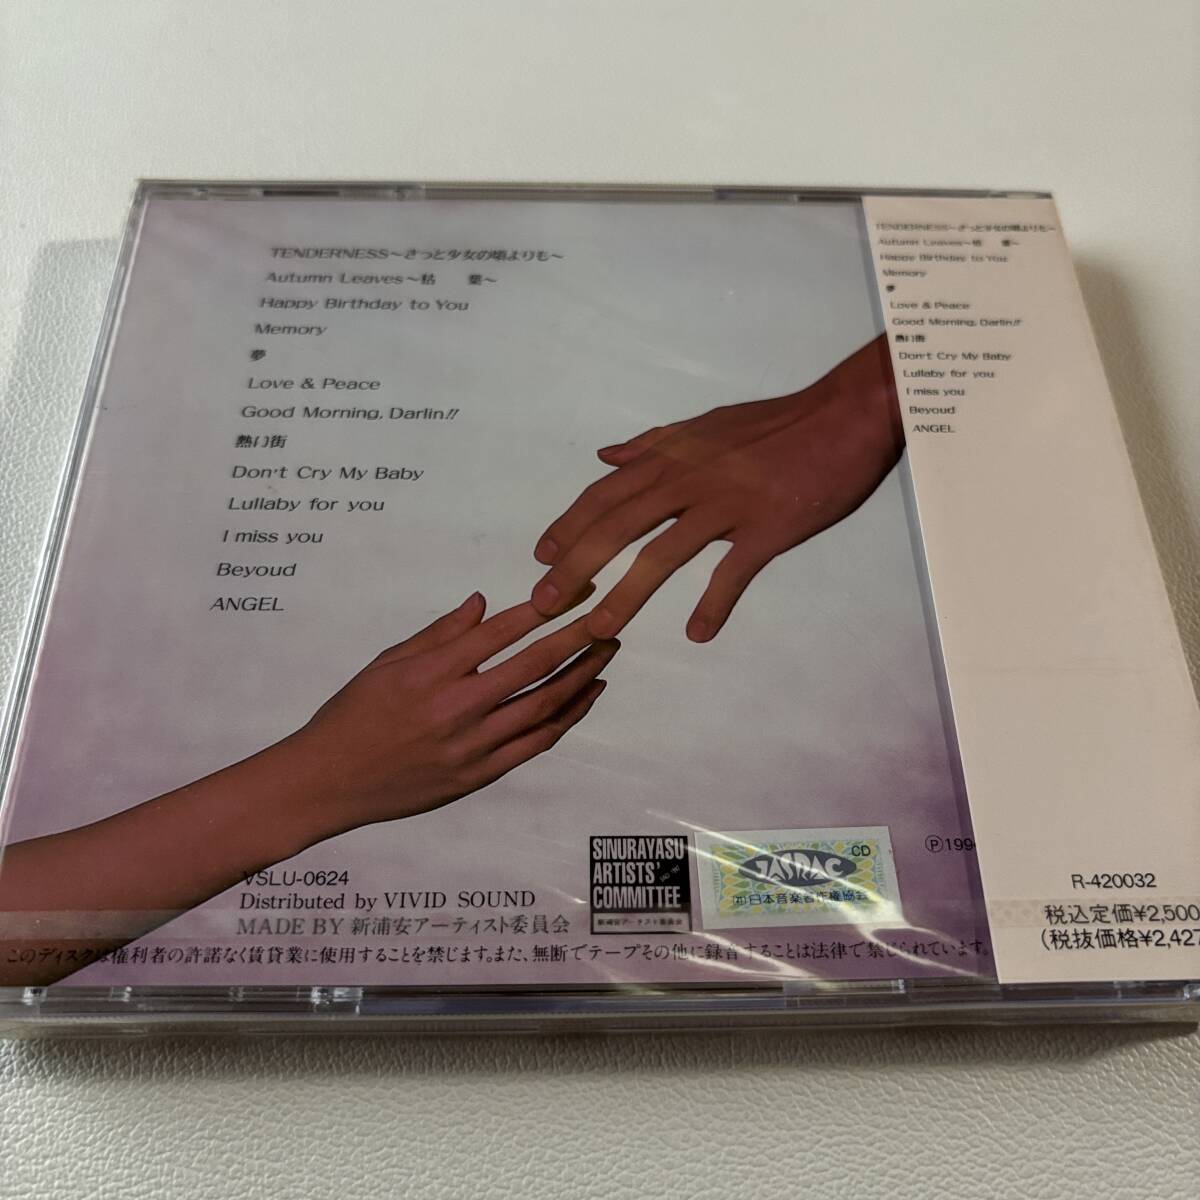 TENDERNESS～きっと少女の頃よりも～
Autumn Leaves～枯　葉～
Happy Birthday to You
Memory
夢
Love & Peace
Good Morning, Darlin!!
熱い街
Don't Cry My Baby
Lullaby for you
I miss you
Beyoud
ANGEL
TENDERNESS～きっと少女の頃よりも～
Autumn Leaves～枯　葉～
Happy Birthday to You
Memory
夢
Love & Peace
Good Morning, Darlin!!
熱い街
Don't Cry My Baby
Lullaby for you
I miss you
Beyoud
ANGEL
VSLU-0624
Distributed by VIVID SOUND
MADE BY 新浦安アーティスト委員会
SINURAYASU
ARTISTS'
COMMITTEE
新浦安アーティスト委員会
CD
JASRAC
日本音楽著作権協会
Ⓟ199
このディスクは権利者の許諾なく賃貸業に使用することを禁じます。また、無断でテープその他に録音することは法律で禁じられています。
R-420032
税込定価¥2,500
(税抜価格¥2,427